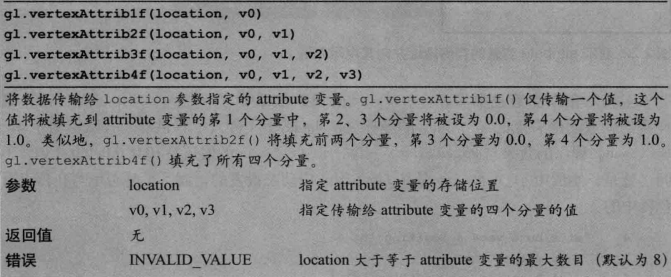 gl.vertexAttrib1f(location, v0)
gl.vertexAttrib2f(location, v0, v1)
gl.vertexAttrib3f(location, v0, v1, v2)
gl.vertexAttrib4f(location, v0, v1, v2, v3)
将数据传输给 location 参数指定的 attribute 变量。gl.vertexAttrib1f() 仅传输一个值，这个
值将被填充到 attribute 变量的第 1 个分量中，第 2、3 个分量将被设为 0.0，第 4 个分量将被设为
1.0。类似地，gl.vertexAttrib2f() 将填充前两个分量，第 3 个分量为 0.0，第 4 个分量为 1.0。
gl.vertexAttrib4f() 填充了所有四个分量。
参数 location 指定 attribute 变量的存储位置
v0, v1, v2, v3 指定传输给 attribute 变量的四个分量的值
返回值 无
错误 INVALID_VALUE location 大于等于 attribute 变量的最大数目（默认为 8）